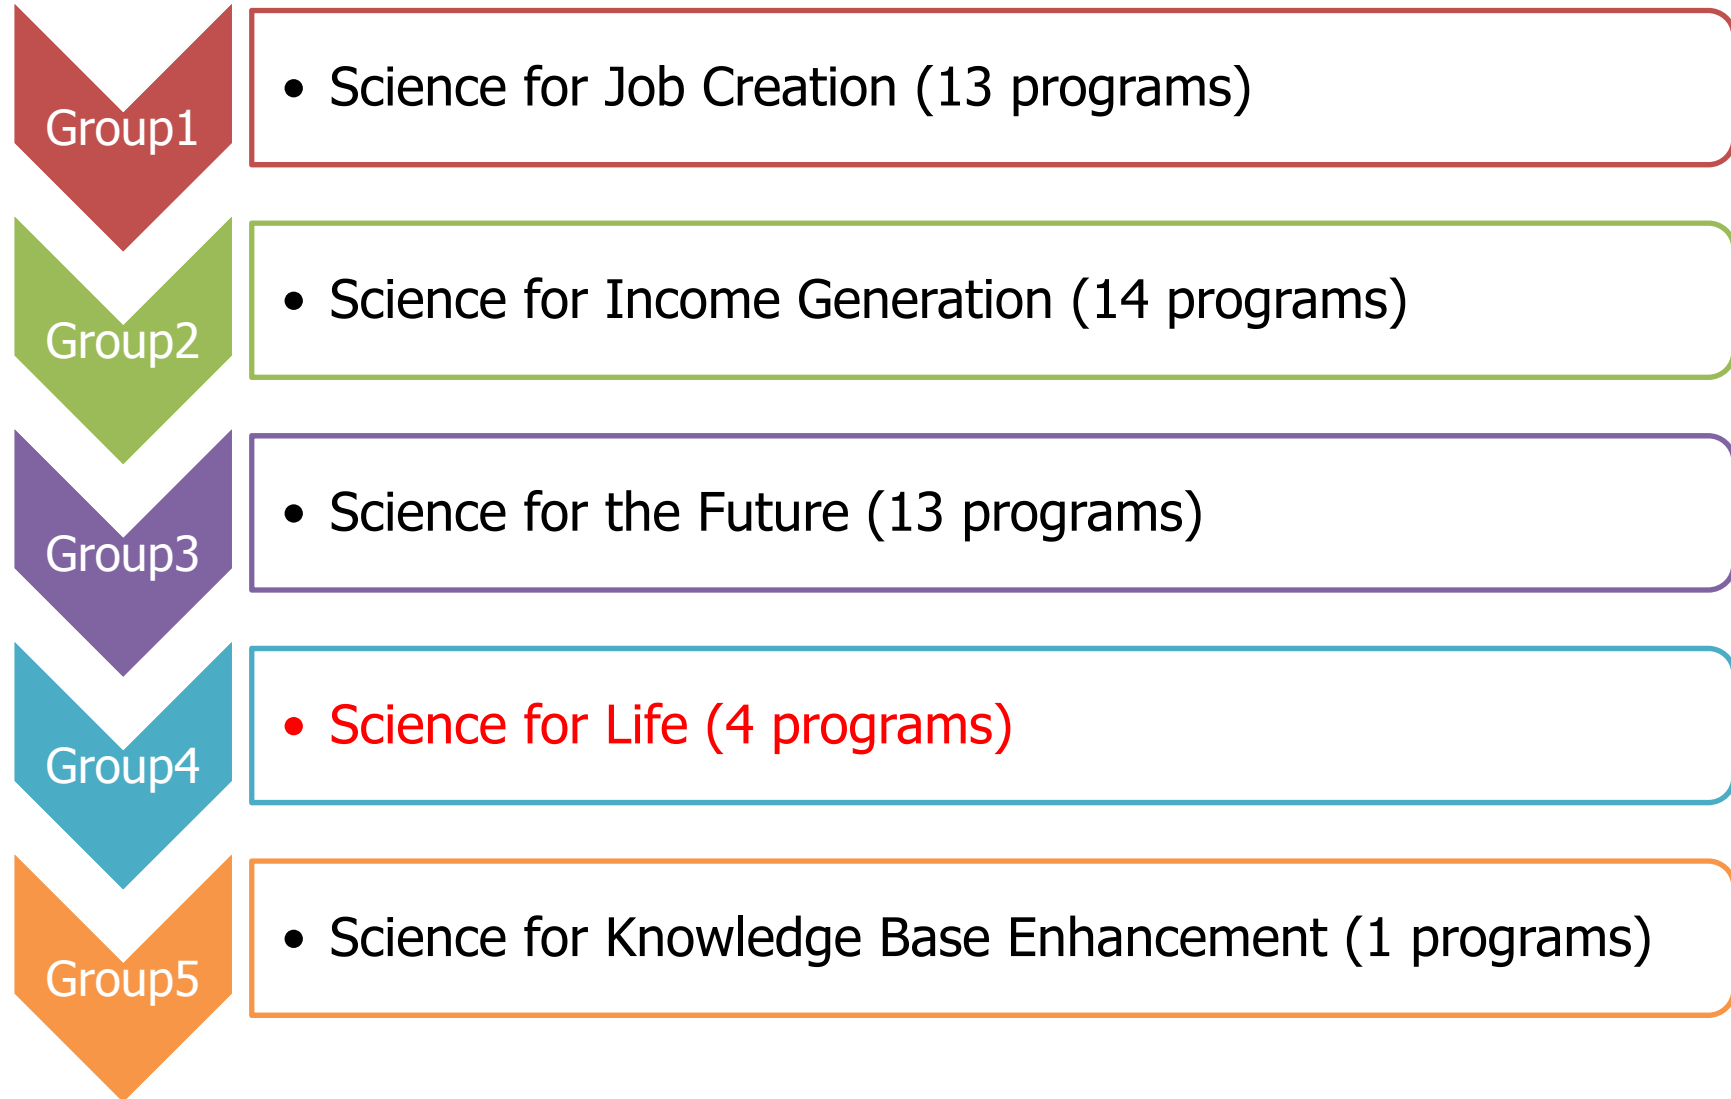 Group1
• Science for Job Creation (13 programs)
Group2
• Science for Income Generation (14 programs)
Group3
• Science for the Future (13 programs)
Group4
• Science for Life (4 programs)
Group5
• Science for Knowledge Base Enhancement (1 programs)